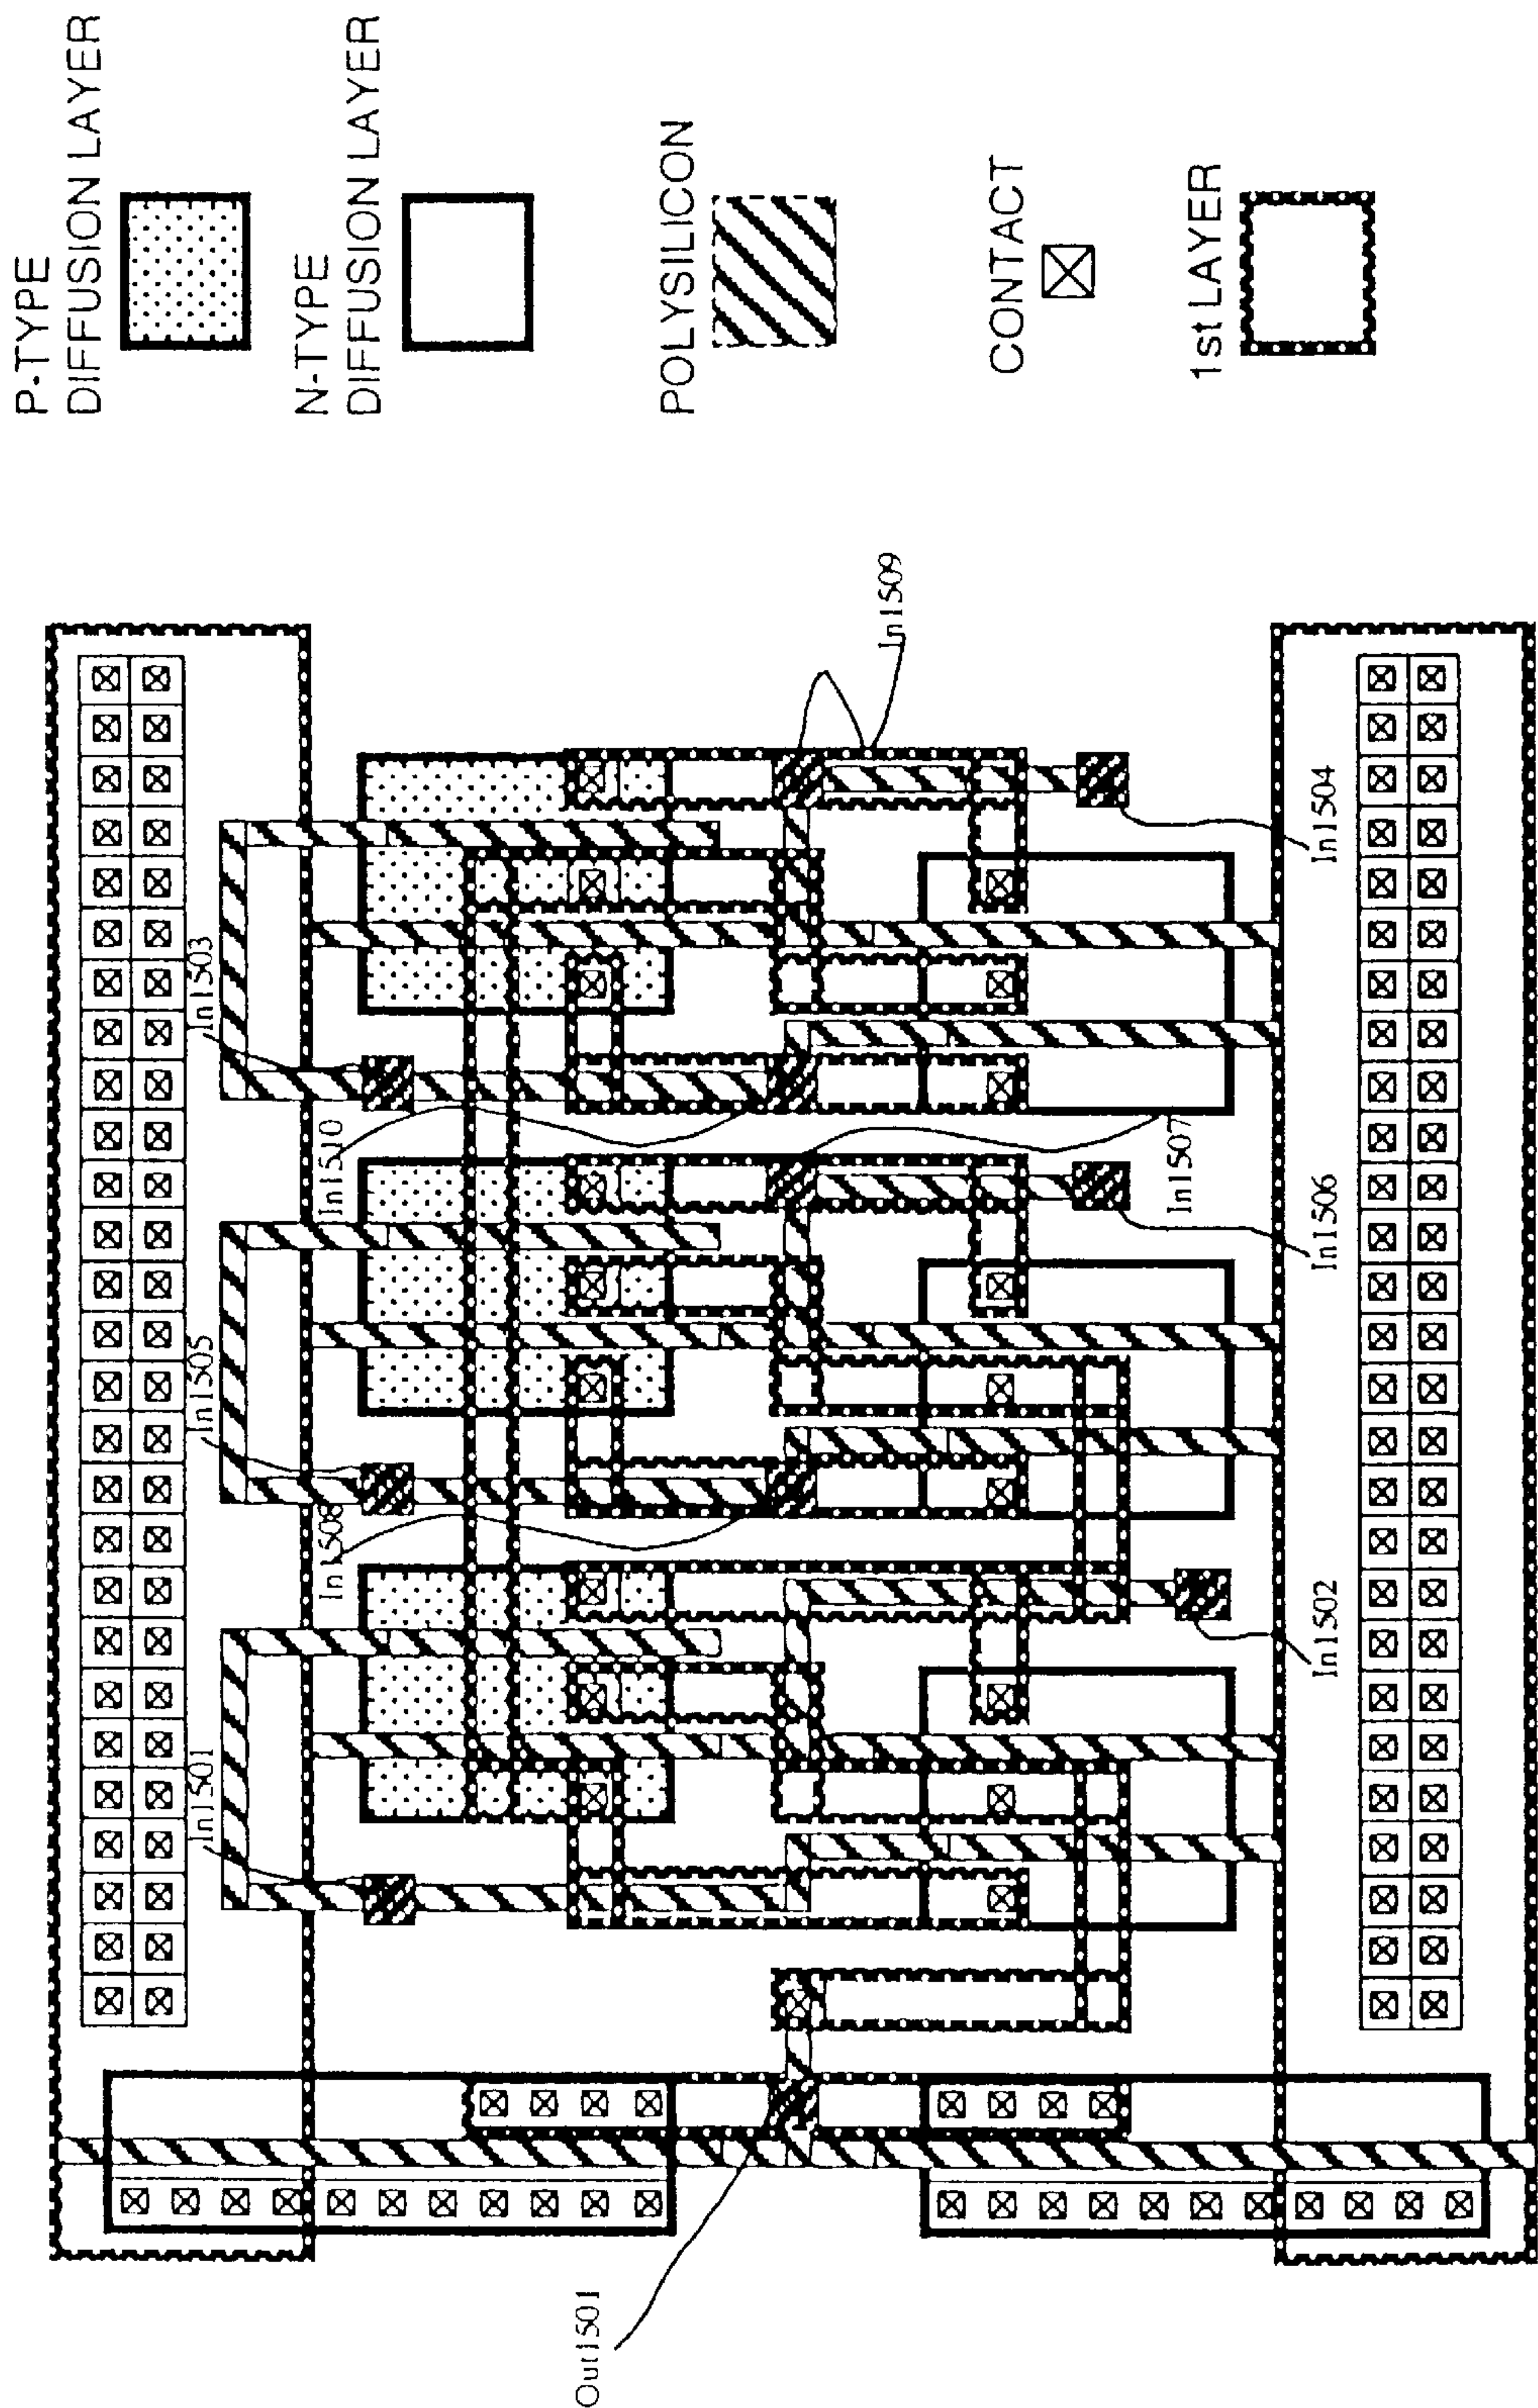 P-TYPE
DIFFUSION LAYER
N-TYPE
DIFFUSION LAYER
POLYSILICON
CONTACT
1st LAYER
In1509
In1504
In1503
In1510
In1507
In1506
In1505
In1508
In1502
In1501
Out1501